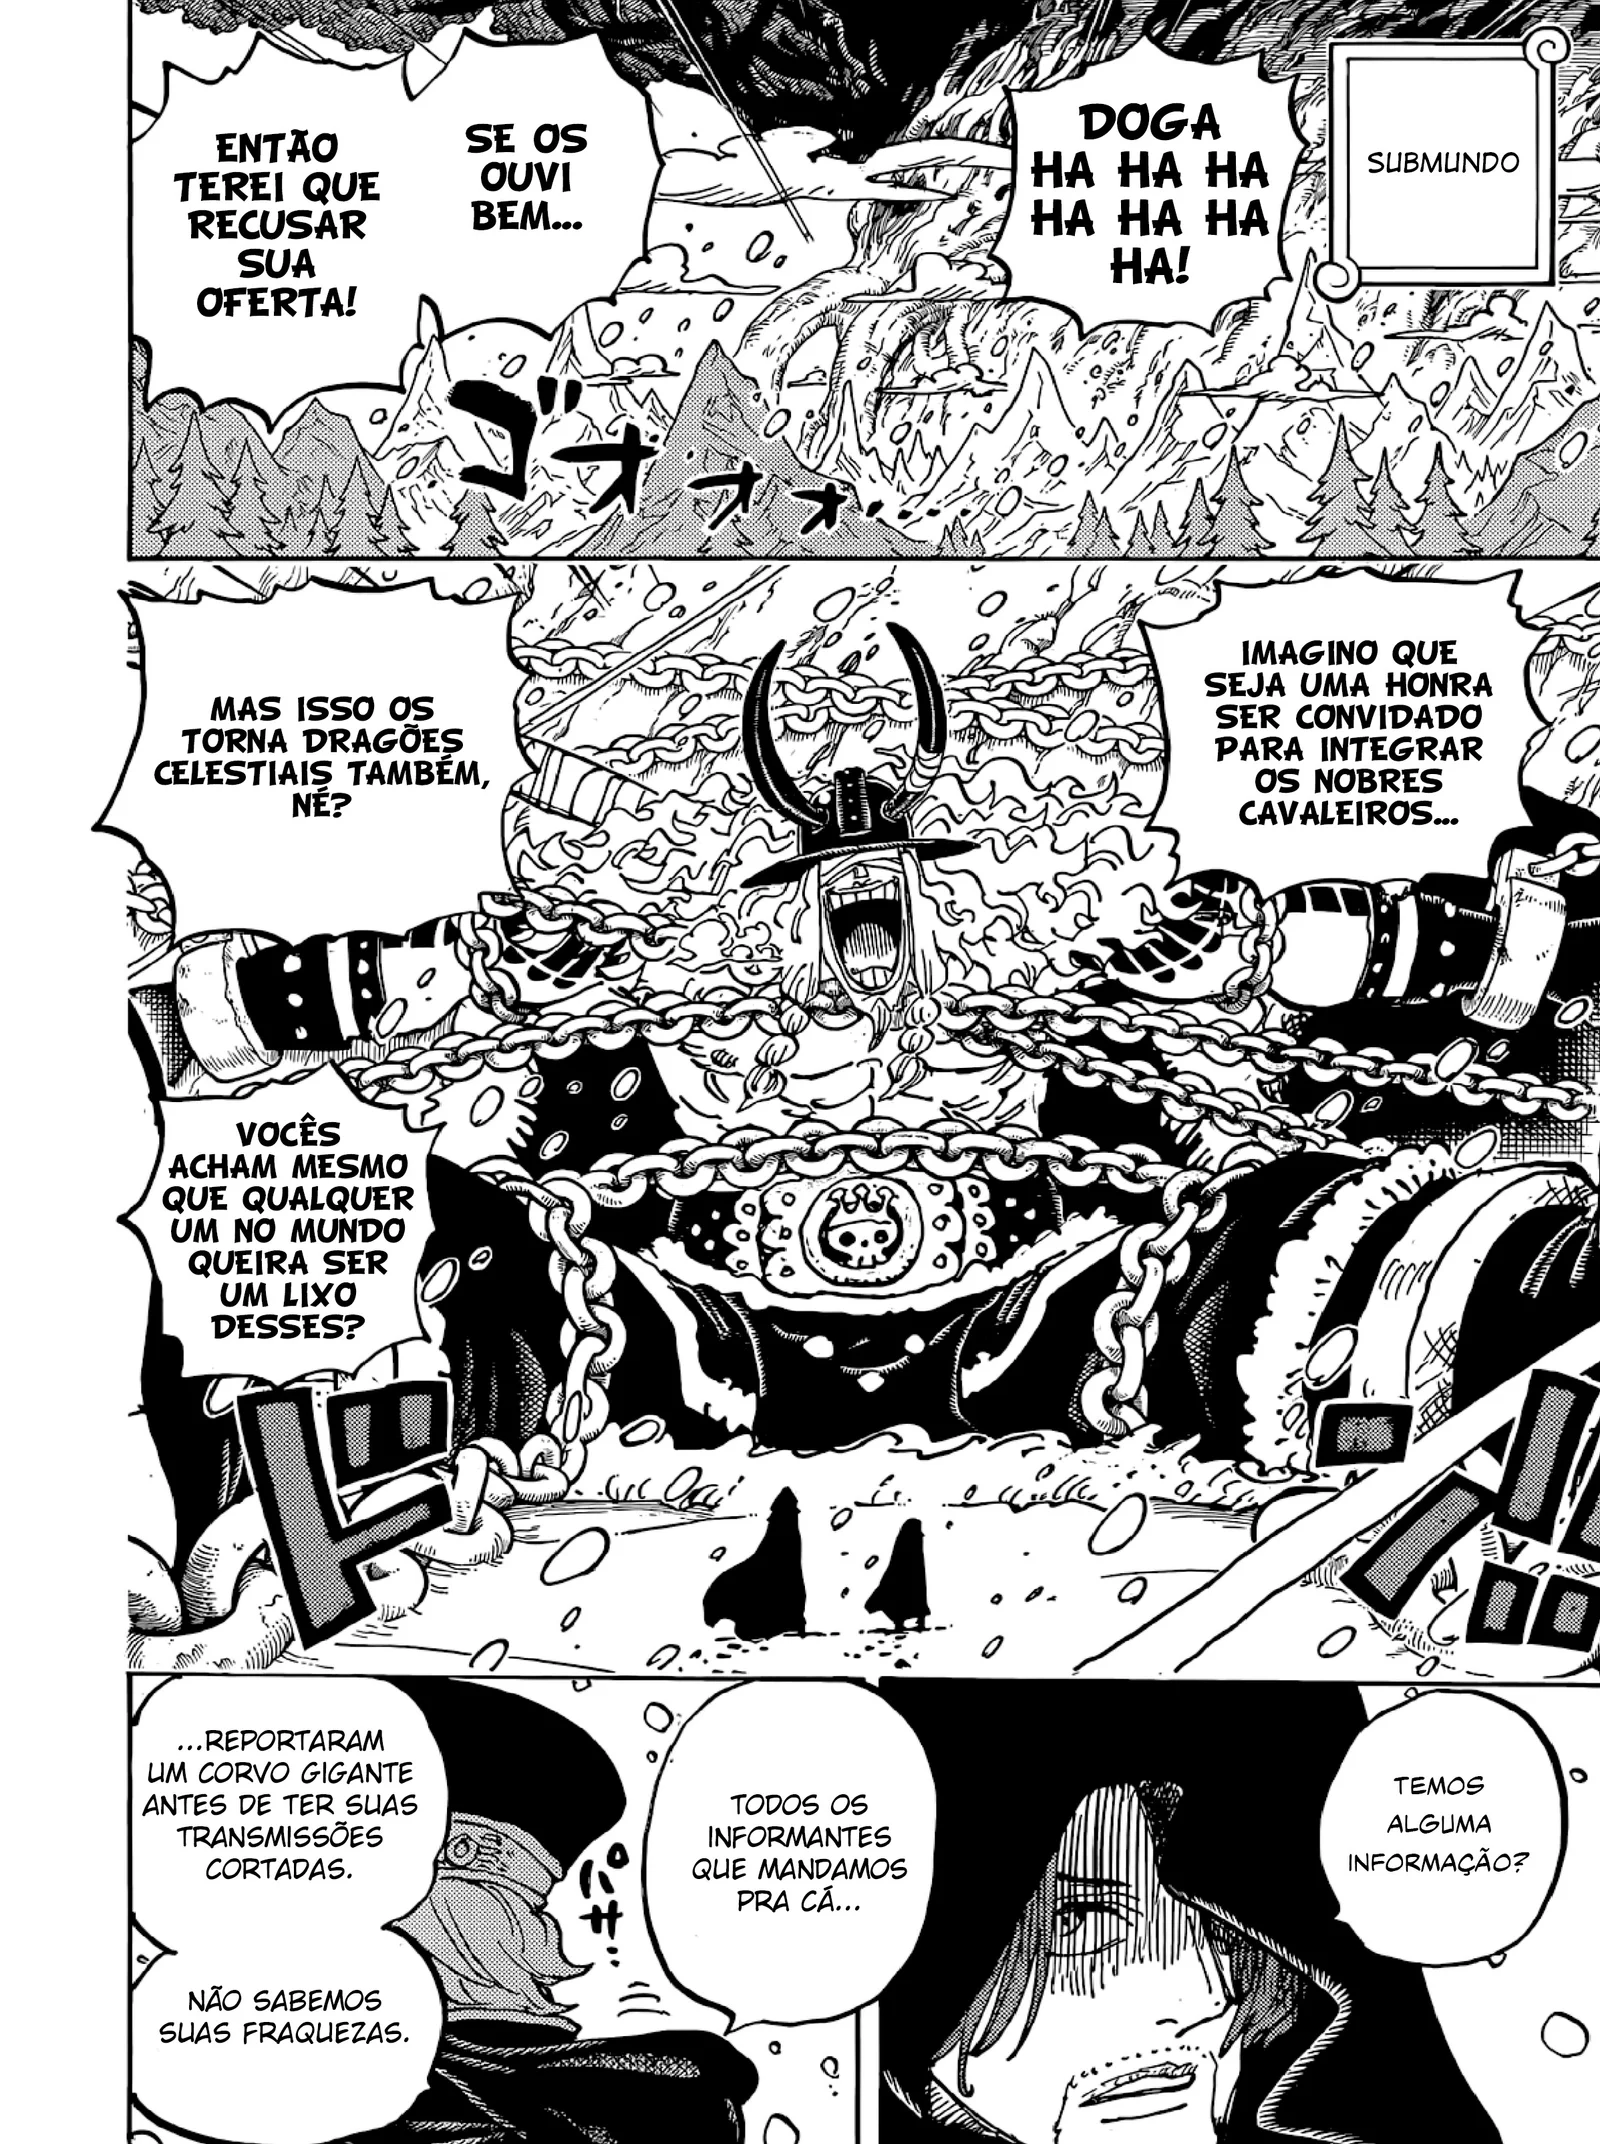 SUBMUNDO
DOGA
HA HA HA
HA HA HA
HA!
SE OS
OUVI
BEM...
ENTÃO
TEREI QUE
RECUSAR
SUA
OFERTA!
ゴオオオ...
IMAGINO QUE
SEJA UMA HONRA
SER CONVIDADO
PARA INTEGRAR
OS NOBRES
CAVALEIROS...
MAS ISSO OS
TORNA DRAGÕES
CELESTIAIS TAMBÉM,
NÉ?
VOCÊS
ACHAM MESMO
QUE QUALQUER
UM NO MUNDO
QUEIRA SER
UM LIXO
DESSES?
ド
TEMOS
ALGUMA
INFORMAÇÃO?
TODOS OS
INFORMANTES
QUE MANDAMOS
PRA CÁ...
バサ
...REPORTARAM
UM CORVO GIGANTE
ANTES DE TER SUAS
TRANSMISSÕES
CORTADAS.
NÃO SABEMOS
SUAS FRAQUEZAS.